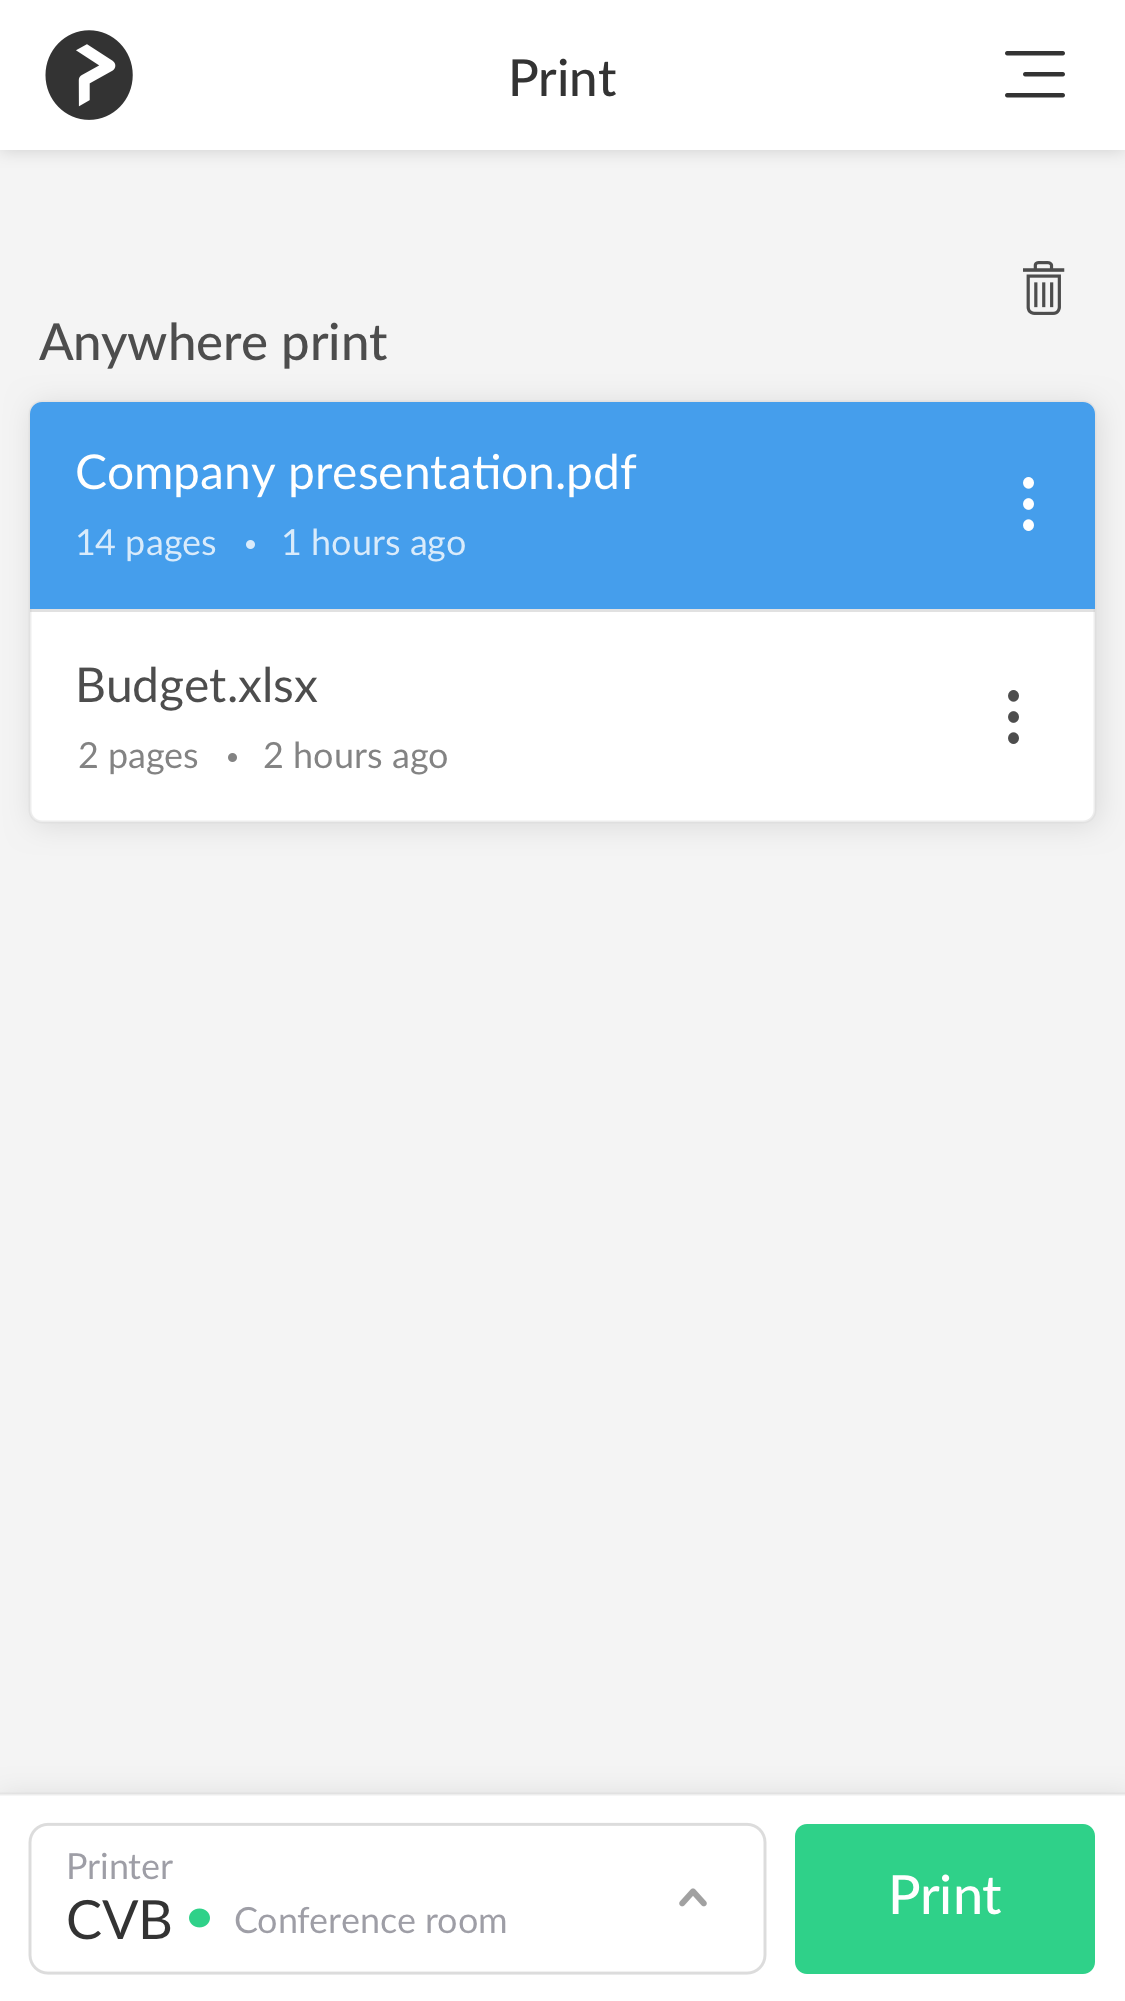 Print
Anywhere print
Company presentation.pdf
14 pages • 1 hours ago
Budget.xlsx
2 pages • 2 hours ago
Printer
CVB Conference room
Print